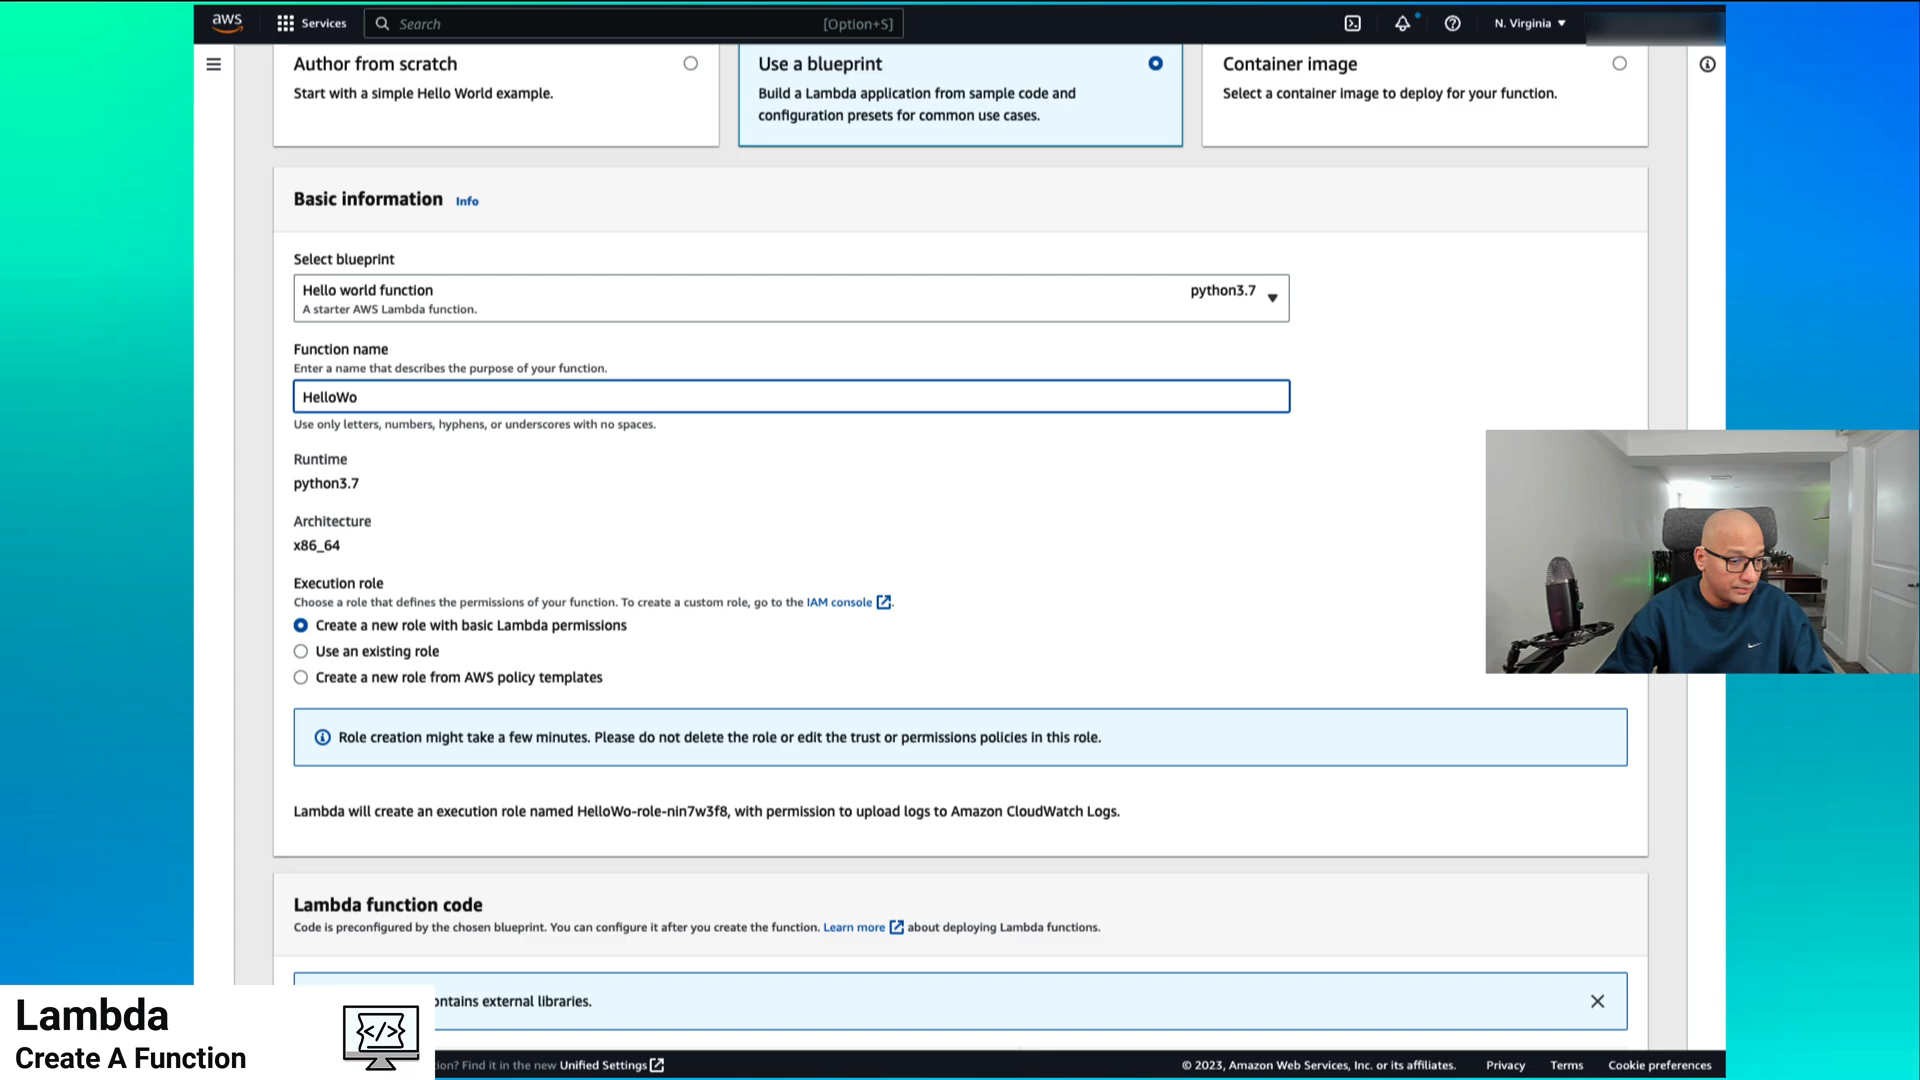 aws
Services
Search
[Option+S]
N. Virginia
Author from scratch
Start with a simple Hello World example.
Use a blueprint
Build a Lambda application from sample code and
configuration presets for common use cases.
Container image
Select a container image to deploy for your function.
Basic information Info
Select blueprint
Hello world function
python3.7
A starter AWS Lambda function.
Function name
Enter a name that describes the purpose of your function.
HelloWo
Use only letters, numbers, hyphens, or underscores with no spaces.
Runtime
python3.7
Architecture
x86_64
Execution role
Choose a role that defines the permissions of your function. To create a custom role, go to the IAM console.
Create a new role with basic Lambda permissions
Use an existing role
Create a new role from AWS policy templates
Role creation might take a few minutes. Please do not delete the role or edit the trust or permissions policies in this role.
Lambda will create an execution role named HelloWo-role-nin7w3f8, with permission to upload logs to Amazon CloudWatch Logs.
Lambda function code
Code is preconfigured by the chosen blueprint. You can configure it after you create the function. Learn more about deploying Lambda functions.
ontains external libraries.
Lambda
Create A Function
</>
ion? Find it in the new Unified Settings
© 2023, Amazon Web Services, Inc. or its affiliates.
Privacy
Terms
Cookie preferences